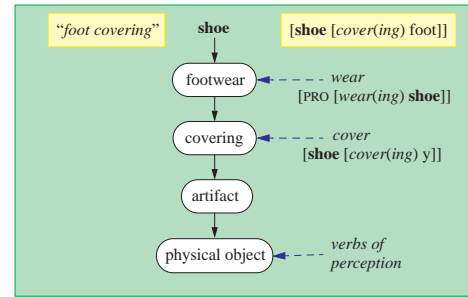 “foot covering”
shoe
[shoe [cover(ing) foot]]
footwear
wear
[PRO [wear(ing) shoe]]
covering
cover
[shoe [cover(ing) y]]
artifact
physical object
verbs of
perception